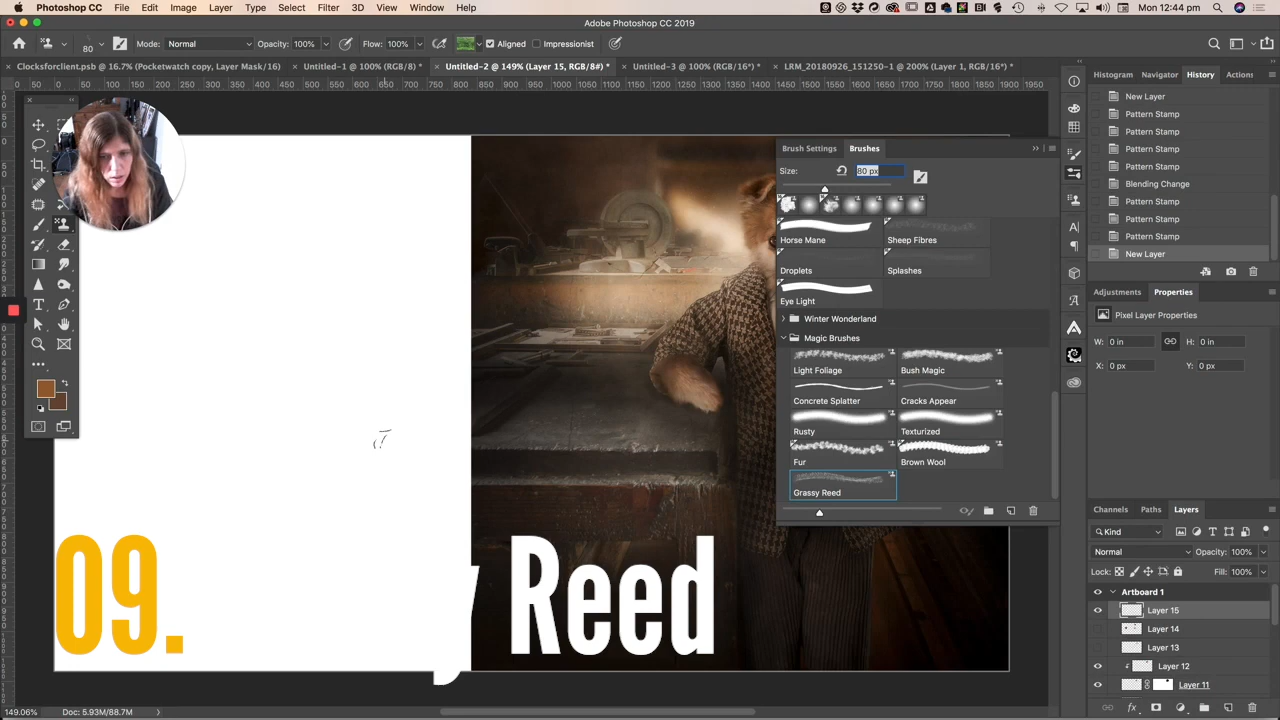 Photoshop File Edit Image Layer Type Select Filter 3D View Window Help
Mon 12:44 pm
Adobe Photoshop CC 2019
80 Mode: Normal Opacity: 100% Flow: 100% Aligned Impressionist
Clocksforclient.psb @ 16.7% (Pocketwatch copy, Layer Mask/16)
Untitled-1 @ 100% (RGB/8) *
Untitled-2 @ 149% (Layer 15, RGB/8#) *
Untitled-3 @ 100% (RGB/16*) *
LRM_20180926_151250-1 @ 200% (Layer 1, RGB/16*) *
Histogram Navigator History Actions
New Layer
Pattern Stamp
Pattern Stamp
Pattern Stamp
Pattern Stamp
Blending Change
Pattern Stamp
Pattern Stamp
Pattern Stamp
New Layer
Brush Settings Brushes
Size: 80 px
Horse Mane Sheep Fibres
Droplets Splashes
Eye Light
Winter Wonderland
Magic Brushes
Light Foliage Bush Magic
Concrete Splatter Cracks Appear
Rusty Texturized
Fur Brown Wool
Grassy Reed
Adjustments Properties
Pixel Layer Properties
W: 0 in H: 0 in
X: 0 px Y: 0 px
Channels Paths Layers
Kind
Normal Opacity: 100%
Lock: Fill: 100%
Artboard 1
Layer 15
Layer 14
Layer 13
Layer 12
Layer 11
09. y Reed
149.06% Doc: 5.93M/88.7M